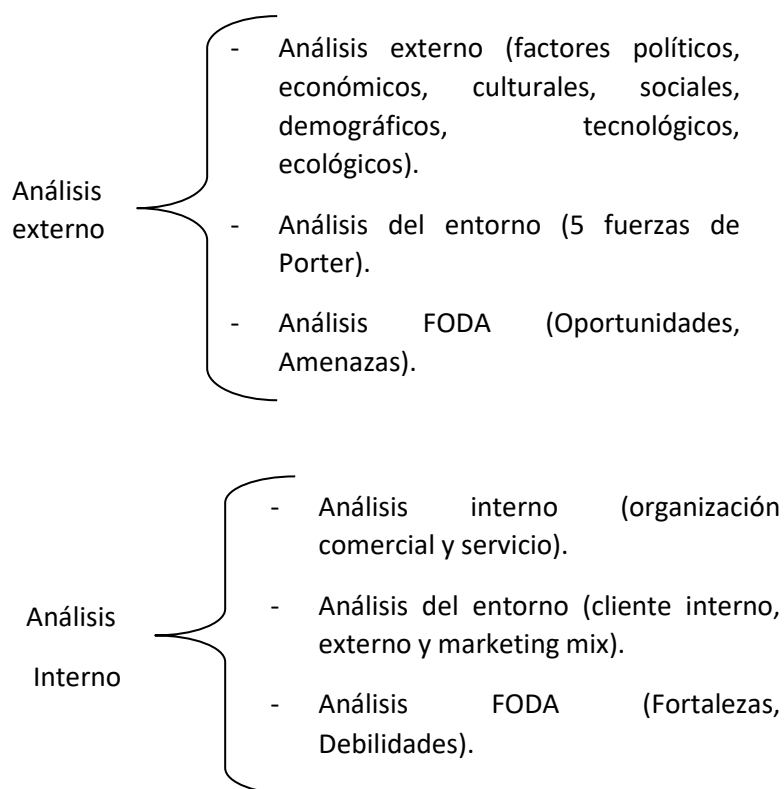 Análisis
externo
- Análisis externo (factores políticos,
económicos, culturales, sociales,
demográficos, tecnológicos,
ecológicos).
- Análisis del entorno (5 fuerzas de
Porter).
- Análisis FODA (Oportunidades,
Amenazas).
Análisis
Interno
- Análisis interno (organización
comercial y servicio).
- Análisis del entorno (cliente interno,
externo y marketing mix).
- Análisis FODA (Fortalezas,
Debilidades).